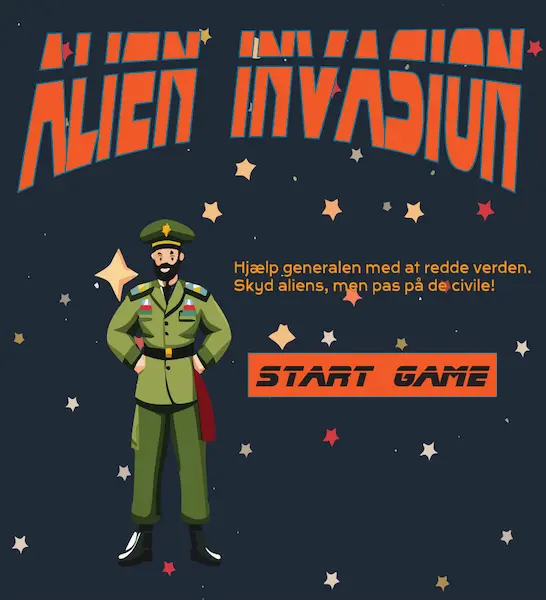 ALIEN INVASION
Hjælp generalen med at redde verden.
Skyd aliens, men pas på de civile!
START GAME